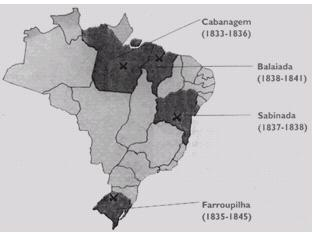 Cabanagem
(1833-1836)
Balaiada
(1838-1841)
Sabinada
(1837-1838)
Farroupilha
(1835-1845)